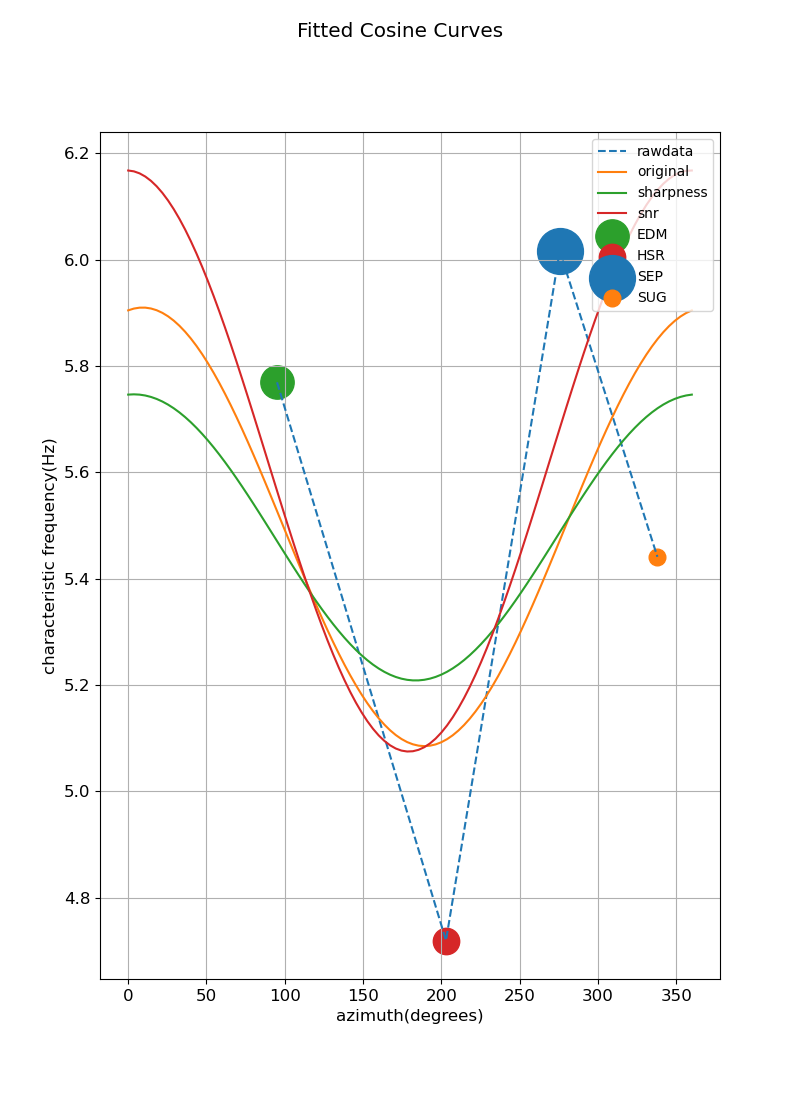 Fitted Cosine Curves
6.2
6.0
5.8
5.6
5.4
5.2
5.0
4.8
characteristic frequency(Hz)
rawdata
original
sharpness
snr
EDM
HSR
SEP
SUG
0 50 100 150 200 250 300 350
azimuth(degrees)